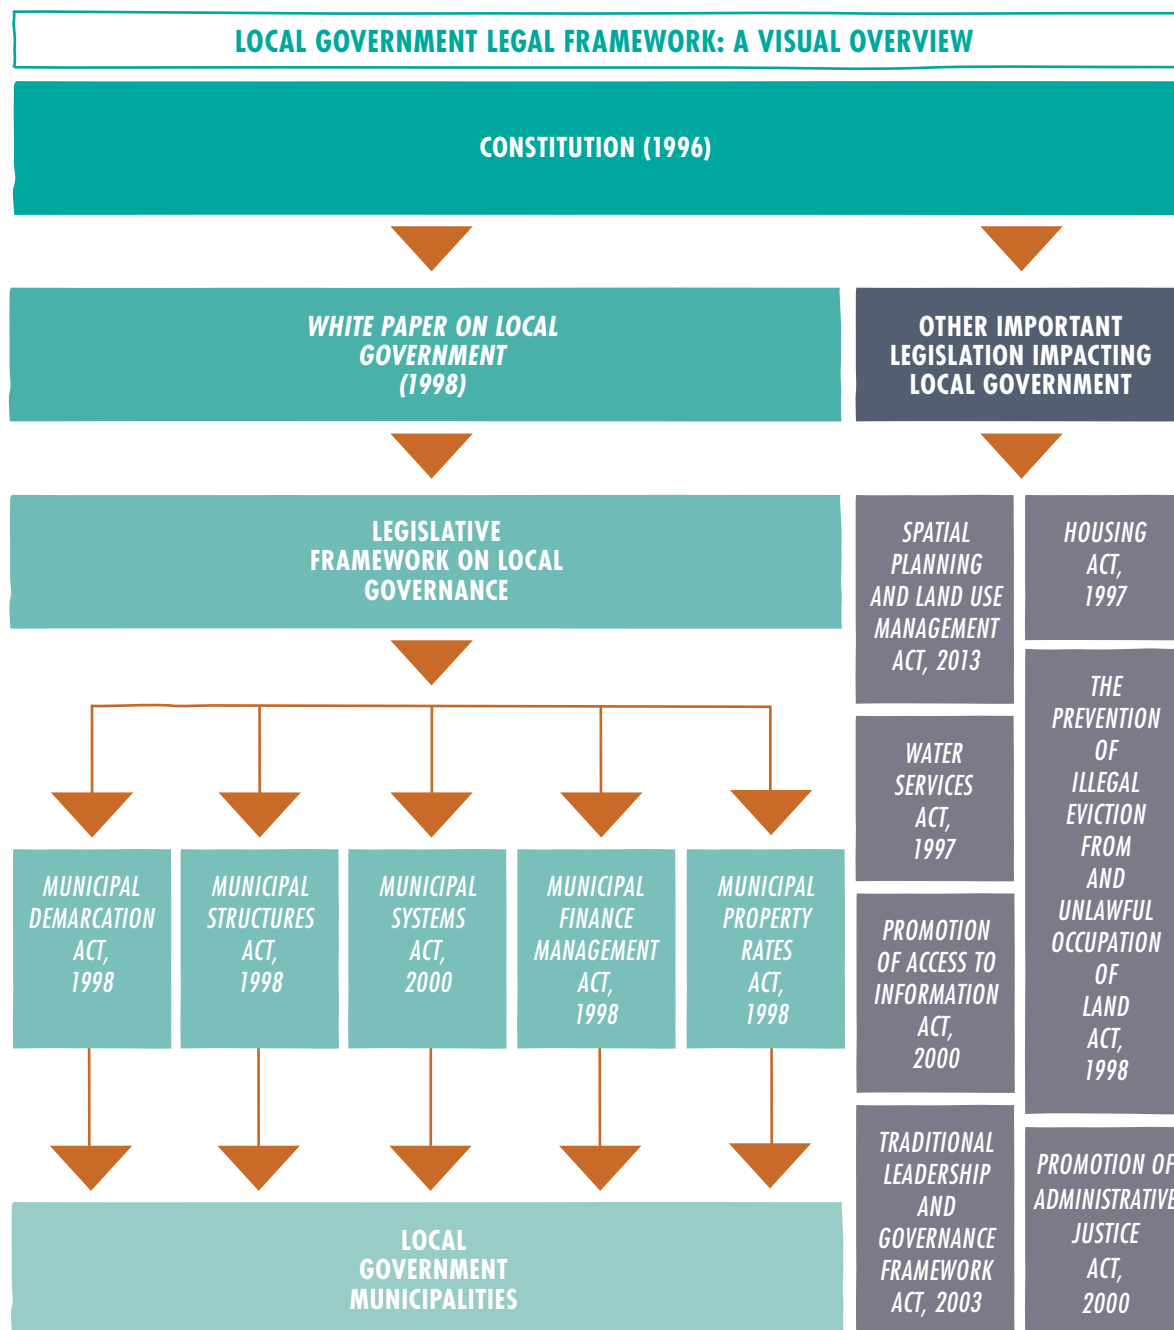 LOCAL GOVERNMENT LEGAL FRAMEWORK: A VISUAL OVERVIEW
CONSTITUTION (1996)
WHITE PAPER ON LOCAL
GOVERNMENT
(1998)
OTHER IMPORTANT
LEGISLATION IMPACTING
LOCAL GOVERNMENT
LEGISLATIVE
FRAMEWORK ON LOCAL
GOVERNANCE
MUNICIPAL
DEMARCATION
ACT,
1998
MUNICIPAL
STRUCTURES
ACT,
1998
MUNICIPAL
SYSTEMS
ACT,
2000
MUNICIPAL
FINANCE
MANAGEMENT
ACT,
1998
MUNICIPAL
PROPERTY
RATES
ACT,
1998
LOCAL
GOVERNMENT
MUNICIPALITIES
SPATIAL
PLANNING
AND LAND USE
MANAGEMENT
ACT, 2013
WATER
SERVICES
ACT,
1997
PROMOTION
OF ACCESS TO
INFORMATION
ACT,
2000
TRADITIONAL
LEADERSHIP
AND
GOVERNANCE
FRAMEWORK
ACT, 2003
HOUSING
ACT,
1997
THE
PREVENTION
OF
ILLEGAL
EVICTION
FROM
AND
UNLAWFUL
OCCUPATION
OF
LAND
ACT,
1998
PROMOTION OF
ADMINISTRATIVE
JUSTICE
ACT,
2000